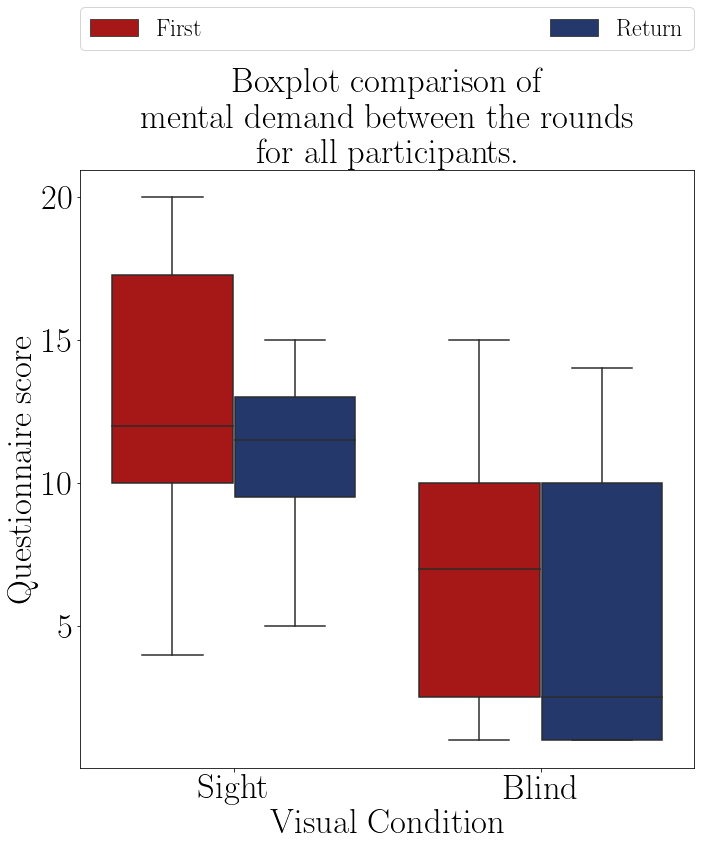 First Return
Boxplot comparison of
mental demand between the rounds
for all participants.
20
15
10
5
Questionnaire score
Sight Blind
Visual Condition